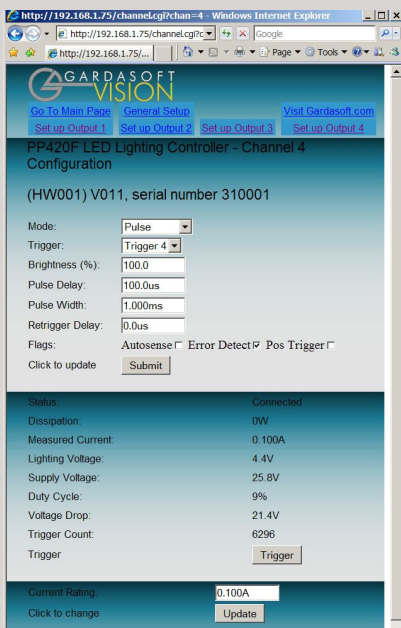 http://192.168.1.75/channel.cgi?chan=4 - Windows Internet Explorer
http://192.168.1.75/channel.cgi?c
Google
http://192.168.1.75/...
Page
Tools
GARDASOFT
VISION
Go To Main Page General Setup Visit Gardasoft.com
Set up Output 1 Set up Output 2 Set up Output 3 Set up Output 4
PP420F LED Lighting Controller - Channel 4
Configuration
(HW001) V011, serial number 310001
Mode: Pulse
Trigger: Trigger 4
Brightness (%): 100.0
Pulse Delay: 100.0us
Pulse Width: 1.000ms
Retrigger Delay: 0.0us
Flags: Autosense Error Detect Pos Trigger
Click to update Submit
Status: Connected
Dissipation: 0W
Measured Current: 0.100A
Lighting Voltage: 4.4V
Supply Voltage: 25.8V
Duty Cycle: 9%
Voltage Drop: 21.4V
Trigger Count: 6296
Trigger Trigger
Current Rating: 0.100A
Click to change Update